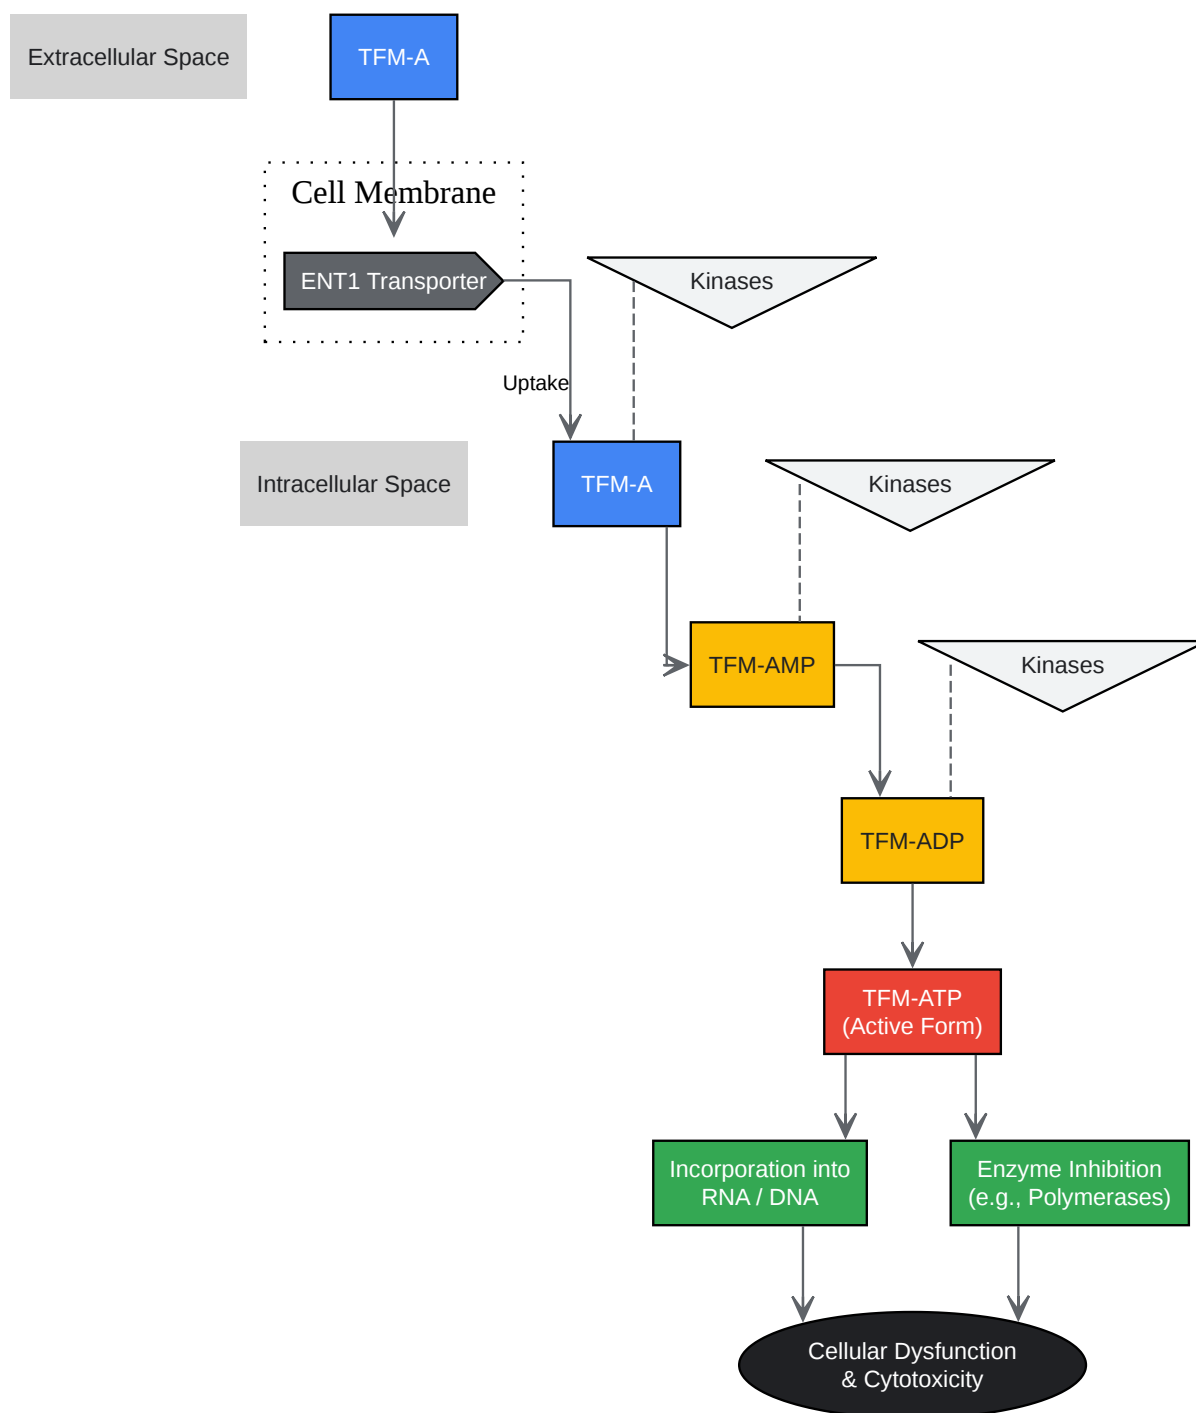 Extracellular Space
TFM-A
Cell Membrane
ENT1 Transporter
Kinases
Uptake
Intracellular Space
TFM-A
Kinases
TFM-AMP
Kinases
TFM-ADP
TFM-ATP
(Active Form)
Incorporation into
RNA / DNA
Enzyme Inhibition
(e.g., Polymerases)
Cellular Dysfunction
& Cytotoxicity